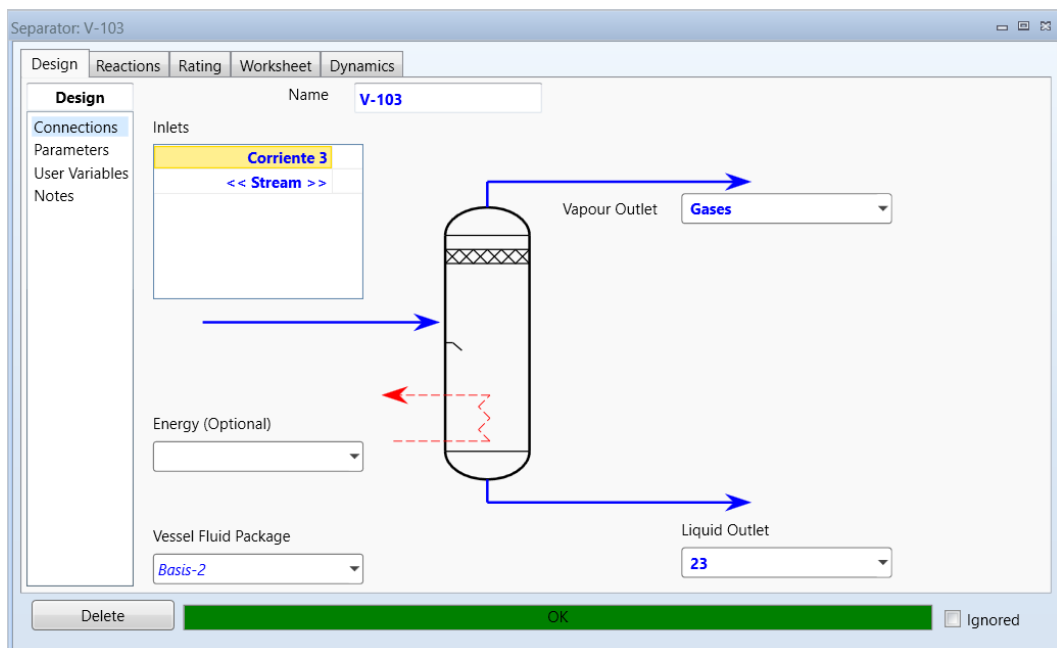 Separator: V-103
Design Reactions Rating Worksheet Dynamics
Design
Connections
Parameters
User Variables
Notes
Name V-103
Inlets
Corriente 3
<< Stream >>
Vapour Outlet Gases
Energy (Optional)
Vessel Fluid Package
Basis-2
Liquid Outlet
23
Delete OK Ignored